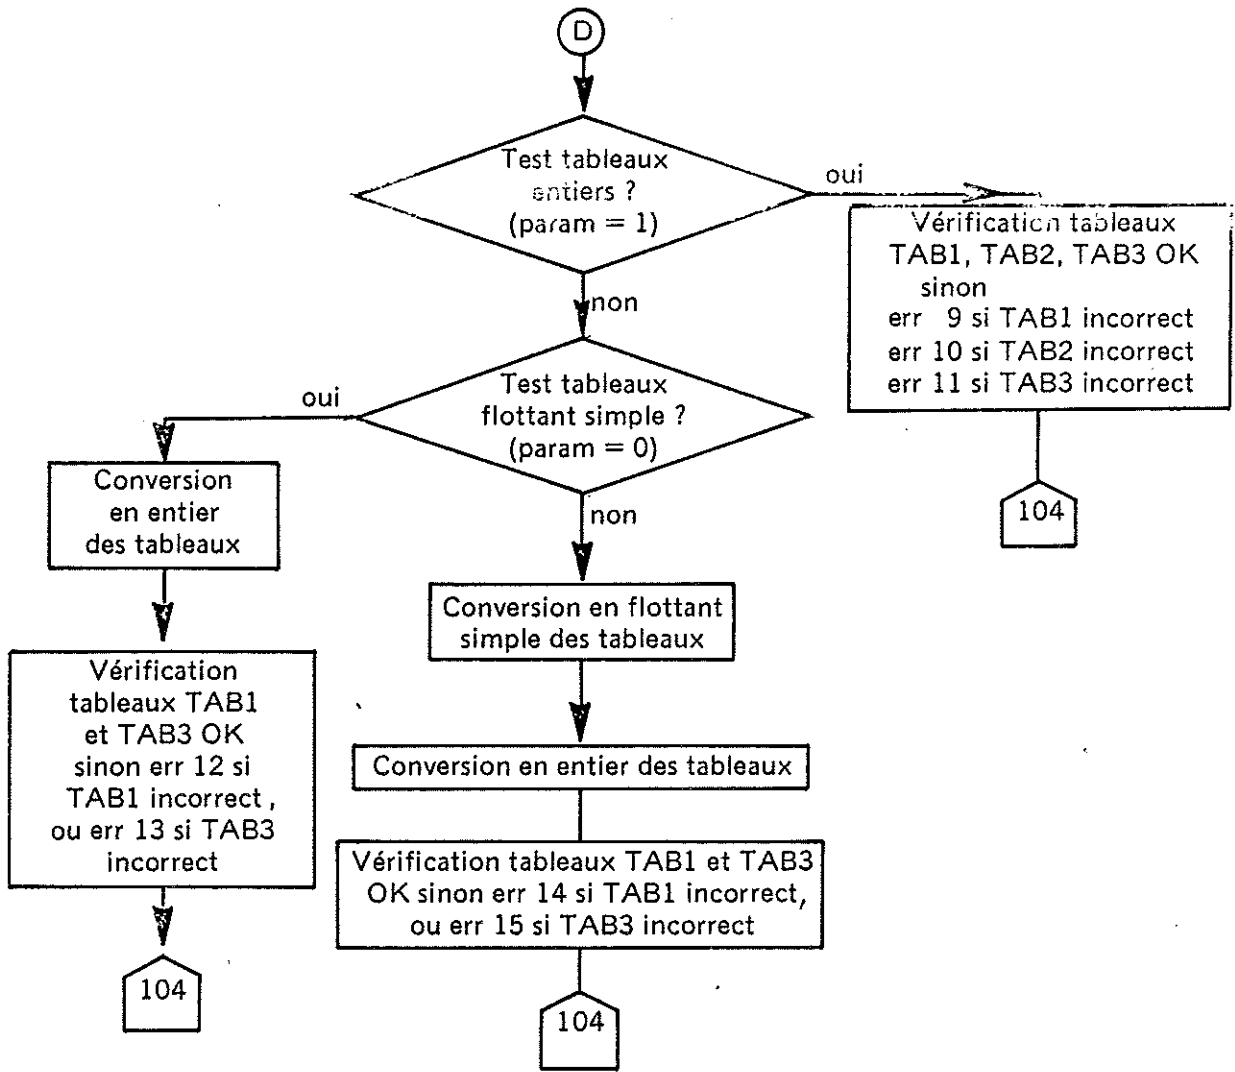 D
Test tableaux
entiers ?
(param = 1)
oui
Vérification tableaux
TAB1, TAB2, TAB3 OK
sinon
err 9 si TAB1 incorrect
err 10 si TAB2 incorrect
err 11 si TAB3 incorrect
104
non
Test tableaux
flottant simple ?
(param = 0)
oui
Conversion
en entier
des tableaux
Vérification
tableaux TAB1
et TAB3 OK
sinon err 12 si
TAB1 incorrect,
ou err 13 si TAB3
incorrect
104
non
Conversion en flottant
simple des tableaux
Conversion en entier des tableaux
Vérification tableaux TAB1 et TAB3
OK sinon err 14 si TAB1 incorrect,
ou err 15 si TAB3 incorrect
104